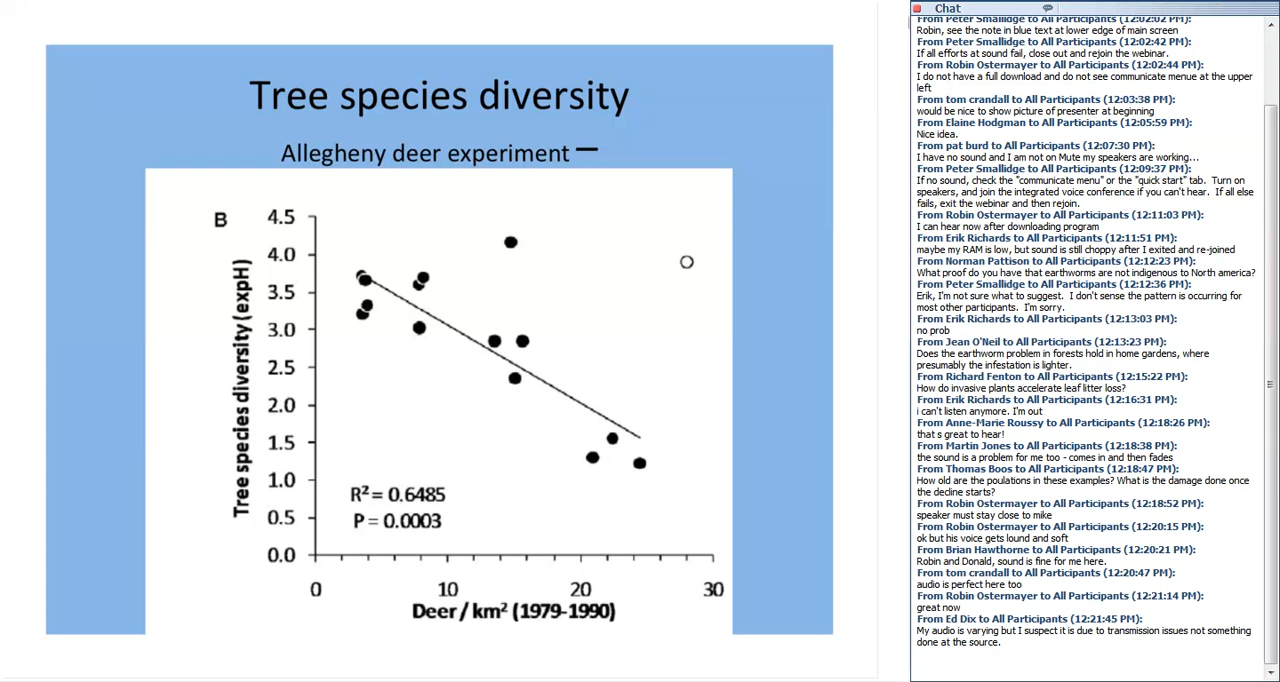 Tree species diversity
Allegheny deer experiment –
B
Tree species diversity (expH)
4.5
4.0
3.5
3.0
2.5
2.0
1.5
1.0
0.5
0.0
R² = 0.6485
P = 0.0003
0 10 20 30
Deer / km² (1979-1990)
Chat
From Peter Smallidge to All Participants (12:02:02 PM):
Robin, see the note in blue text at lower edge of main screen
From Peter Smallidge to All Participants (12:02:42 PM):
If all efforts at sound fail, close out and rejoin the webinar.
From Robin Ostermayer to All Participants (12:02:44 PM):
I do not have a full download and do not see communicate menue at the upper
left
From tom crandall to All Participants (12:03:38 PM):
would be nice to show picture of presenter at beginning
From Elaine Hodgman to All Participants (12:05:59 PM):
Nice idea.
From pat burd to All Participants (12:07:30 PM):
I have no sound and I am not on Mute my speakers are working...
From Peter Smallidge to All Participants (12:09:37 PM):
If no sound, check the "communicate menu" or the "quick start" tab. Turn on
speakers, and join the integrated voice conference if you can't hear. If all else
fails, exit the webinar and then rejoin.
From Robin Ostermayer to All Participants (12:11:03 PM):
I can hear now after downloading program
From Erik Richards to All Participants (12:11:51 PM):
maybe my RAM is low, but sound is still choppy after I exited and re-joined
From Norman Pattison to All Participants (12:12:23 PM):
What proof do you have that earthworms are not indigenous to North america?
From Peter Smallidge to All Participants (12:12:36 PM):
Erik, I'm not sure what to suggest. I don't sense the pattern is occurring for
most other participants. I'm sorry.
From Erik Richards to All Participants (12:13:03 PM):
no prob
From Jean O'Neil to All Participants (12:13:23 PM):
Does the earthworm problem in forests hold in home gardens, where
presumably the infestation is lighter.
From Richard Fenton to All Participants (12:15:22 PM):
How do invasive plants accelerate leaf litter loss?
From Erik Richards to All Participants (12:16:31 PM):
i can't listen anymore. I'm out
From Anne-Marie Roussy to All Participants (12:18:26 PM):
that s great to hear!
From Martin Jones to All Participants (12:18:38 PM):
the sound is a problem for me too - comes in and then fades
From Thomas Boos to All Participants (12:18:47 PM):
How old are the poulations in these examples? What is the damage done once
the decline starts?
From Robin Ostermayer to All Participants (12:18:52 PM):
speaker must stay close to mike
From Robin Ostermayer to All Participants (12:20:15 PM):
ok but his voice gets lound and soft
From Brian Hawthorne to All Participants (12:20:21 PM):
Robin and Donald, sound is fine for me here.
From tom crandall to All Participants (12:20:47 PM):
audio is perfect here too
From Robin Ostermayer to All Participants (12:21:14 PM):
great now
From Ed Dix to All Participants (12:21:45 PM):
My audio is varying but I suspect it is due to transmission issues not something
done at the source.